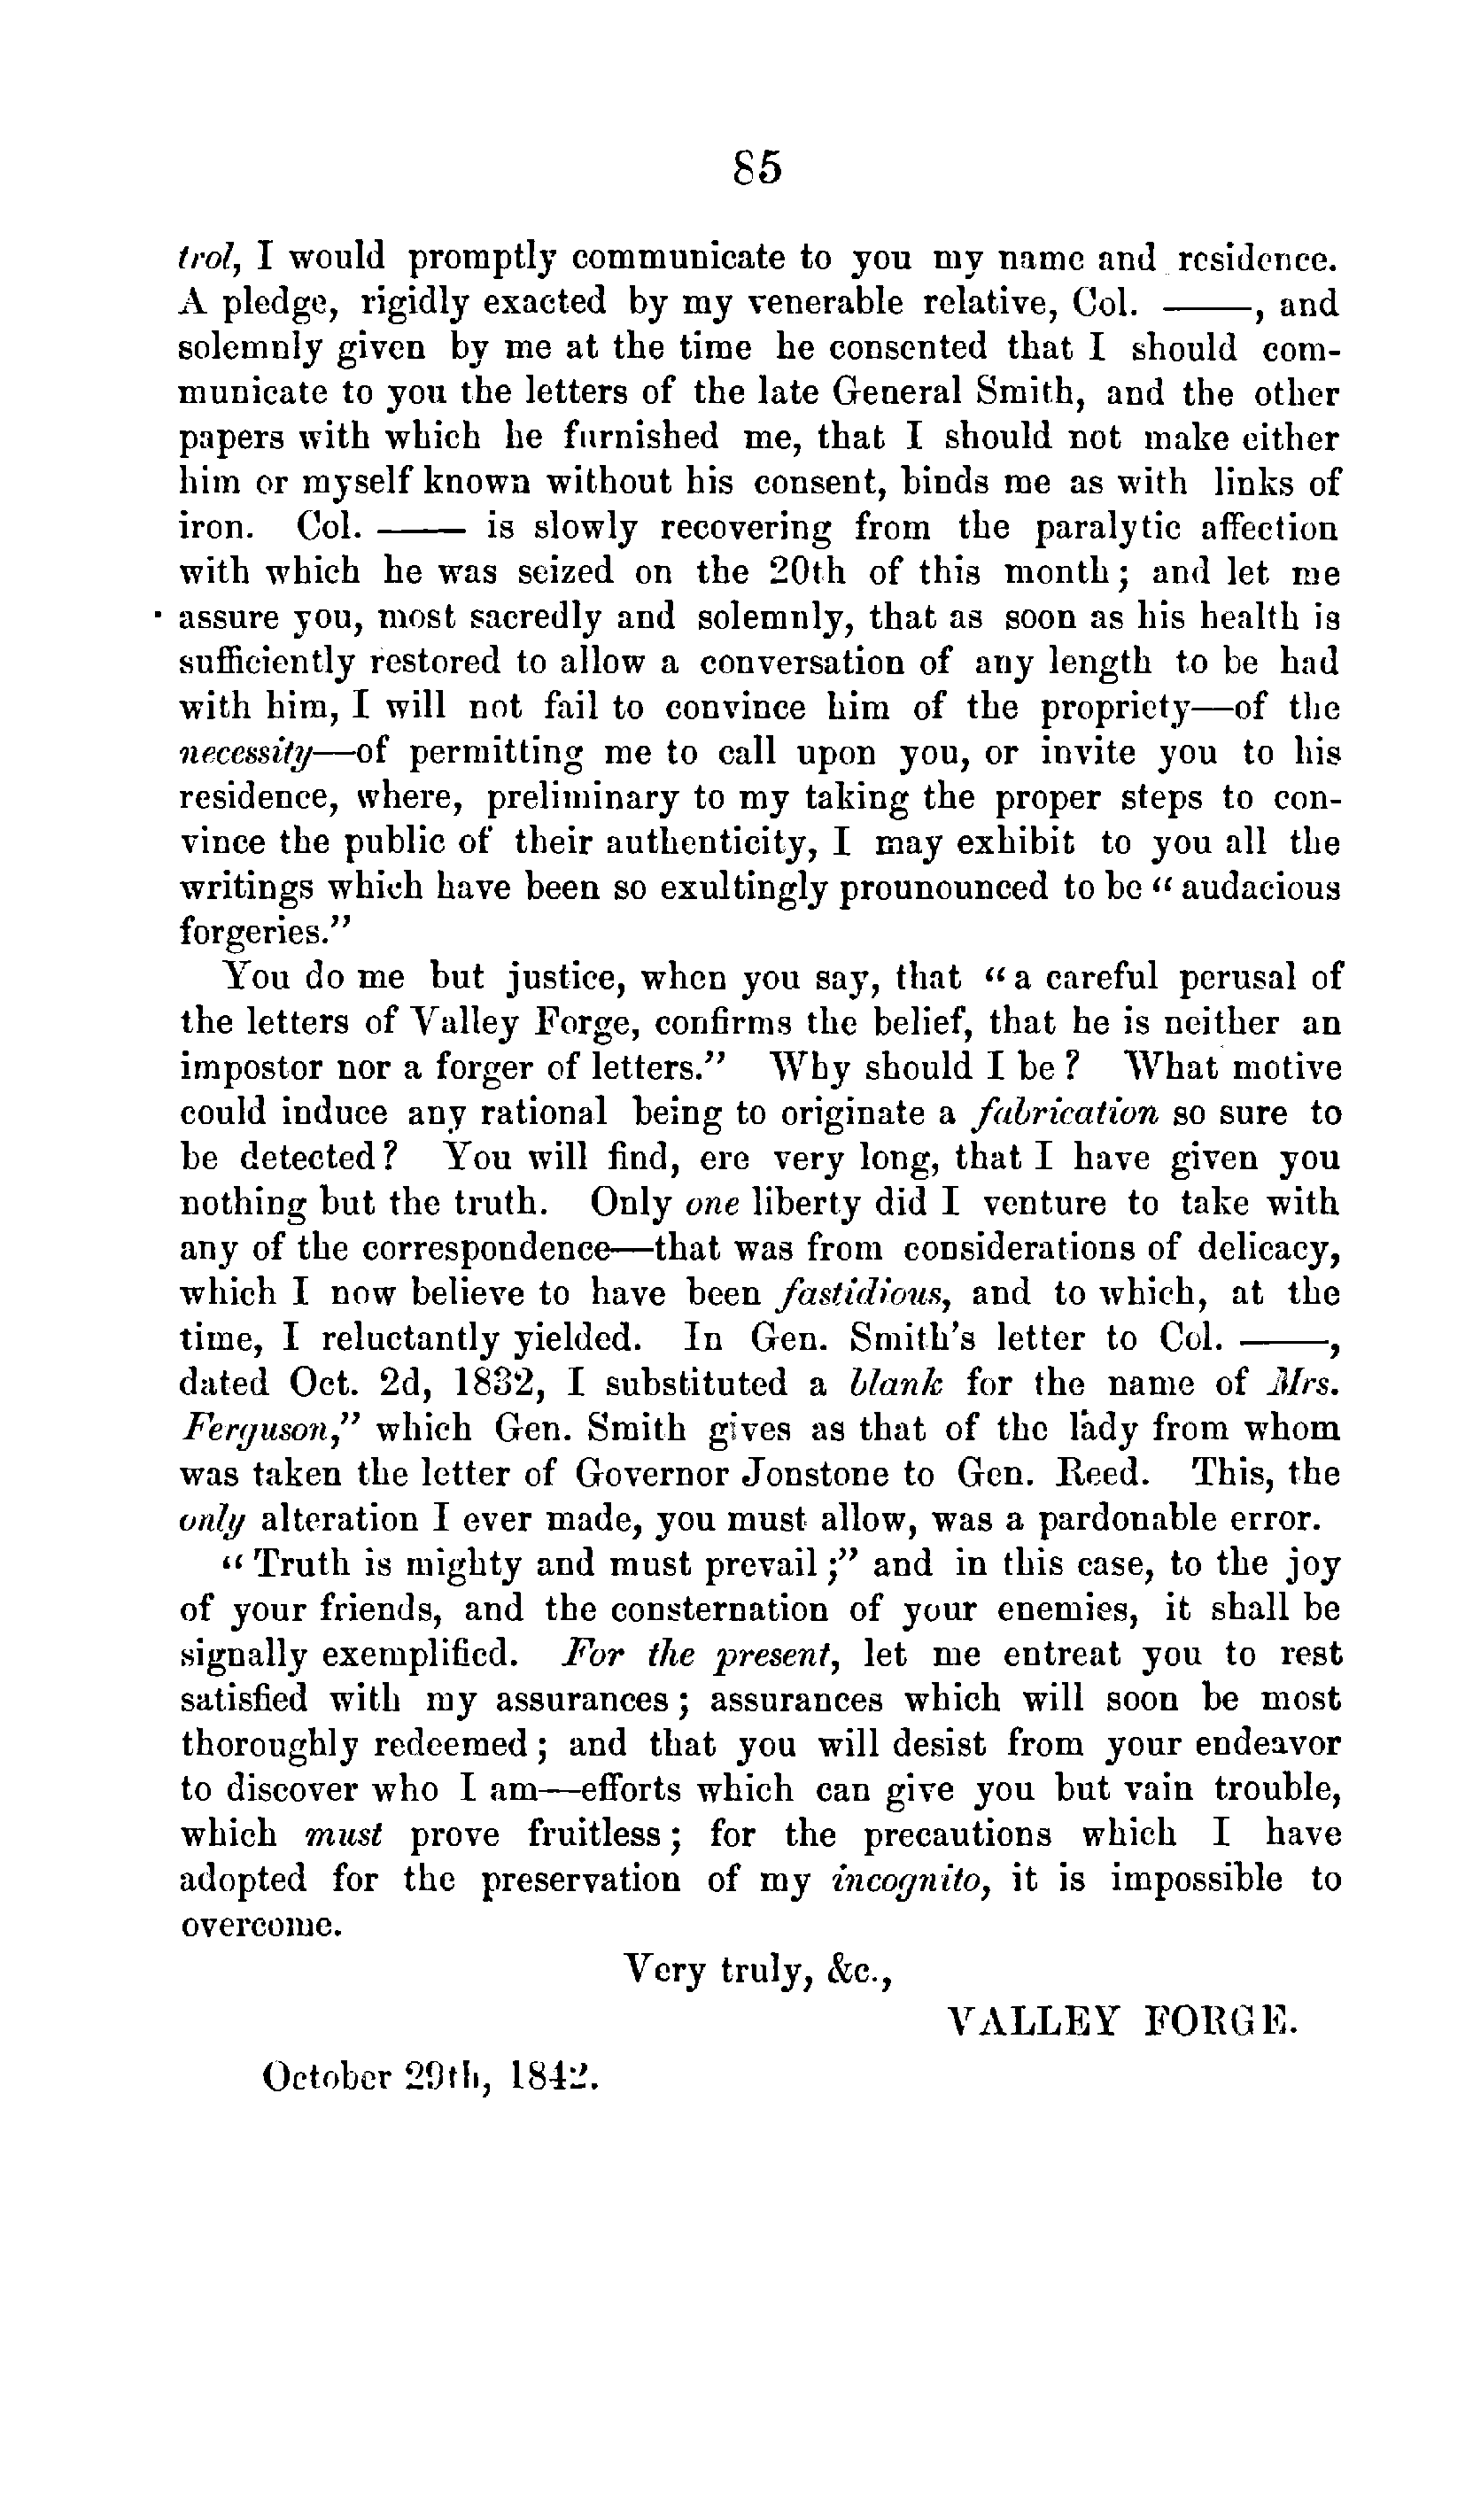 85
trol, I would promptly communicate to you my name and residence.
A pledge, rigidly exacted by my venerable relative, Col. ———, and
solemnly given by me at the time he consented that I should com-
municate to you the letters of the late General Smith, and the other
papers with which he furnished me, that I should not make either
him or myself known without his consent, binds me as with links of
iron. Col. ——— is slowly recovering from the paralytic affection
with which he was seized on the 20th of this month; and let me
assure you, most sacredly and solemnly, that as soon as his health is
sufficiently restored to allow a conversation of any length to be had
with him, I will not fail to convince him of the propriety—of the
necessity—of permitting me to call upon you, or invite you to his
residence, where, preliminary to my taking the proper steps to con-
vince the public of their authenticity, I may exhibit to you all the
writings which have been so exultingly prounounced to be "audacious
forgeries."
You do me but justice, when you say, that "a careful perusal of
the letters of Valley Forge, confirms the belief, that he is neither an
impostor nor a forger of letters." Why should I be? What motive
could induce any rational being to originate a fabrication so sure to
be detected? You will find, ere very long, that I have given you
nothing but the truth. Only one liberty did I venture to take with
any of the correspondence—that was from considerations of delicacy,
which I now believe to have been fastidious, and to which, at the
time, I reluctantly yielded. In Gen. Smith's letter to Col. ———,
dated Oct. 2d, 1832, I substituted a blank for the name of Mrs.
Ferguson," which Gen. Smith gives as that of the lady from whom
was taken the letter of Governor Jonstone to Gen. Reed. This, the
only alteration I ever made, you must allow, was a pardonable error.
"Truth is mighty and must prevail;" and in this case, to the joy
of your friends, and the consternation of your enemies, it shall be
signally exemplified. For the present, let me entreat you to rest
satisfied with my assurances; assurances which will soon be most
thoroughly redeemed; and that you will desist from your endeavor
to discover who I am—efforts which can give you but vain trouble,
which must prove fruitless; for the precautions which I have
adopted for the preservation of my incognito, it is impossible to
overcome.
Very truly, &c.,
VALLEY FORGE.
October 29th, 1842.